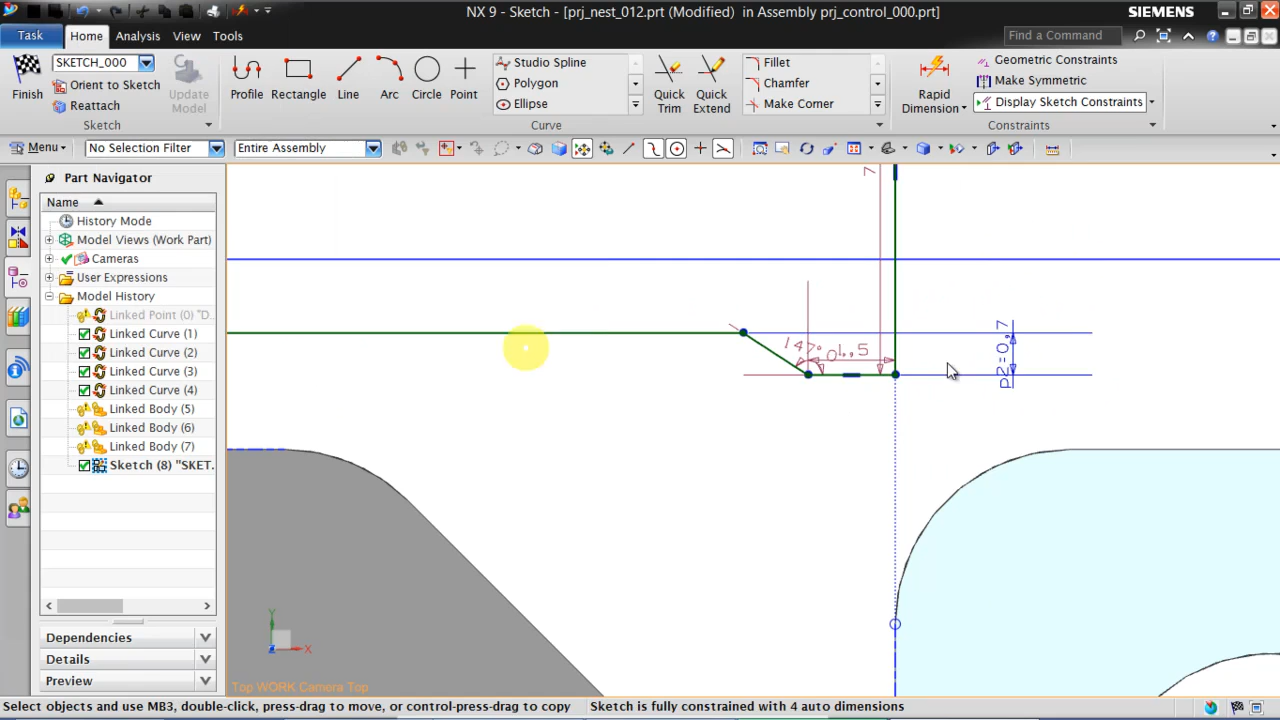 NX 9 - Sketch - [prj_nest_012.prt (Modified)  in Assembly prj_control_000.prt]
SIEMENS
Task
Home
Analysis
View
Tools
Find a Command
SKETCH_000
Orient to Sketch
Reattach
Finish
Update
Model
Sketch
Profile
Rectangle
Line
Arc
Circle
Point
Studio Spline
Polygon
Ellipse
Quick
Trim
Quick
Extend
Fillet
Chamfer
Make Corner
Curve
Rapid
Dimension
Geometric Constraints
Make Symmetric
Display Sketch Constraints
Constraints
Menu
No Selection Filter
Entire Assembly
Part Navigator
Name
History Mode
Model Views (Work Part)
Cameras
User Expressions
Model History
Linked Point (0) "D
Linked Curve (1)
Linked Curve (2)
Linked Curve (3)
Linked Curve (4)
Linked Body (5)
Linked Body (6)
Linked Body (7)
Sketch (8) "SKET.
Dependencies
Details
Preview
7
147°
p2=0,7
Y
X
Z
Top WORK Camera Top
Select objects and use MB3, double-click, press-drag to move, or control-press-drag to copy
Sketch is fully constrained with 4 auto dimensions